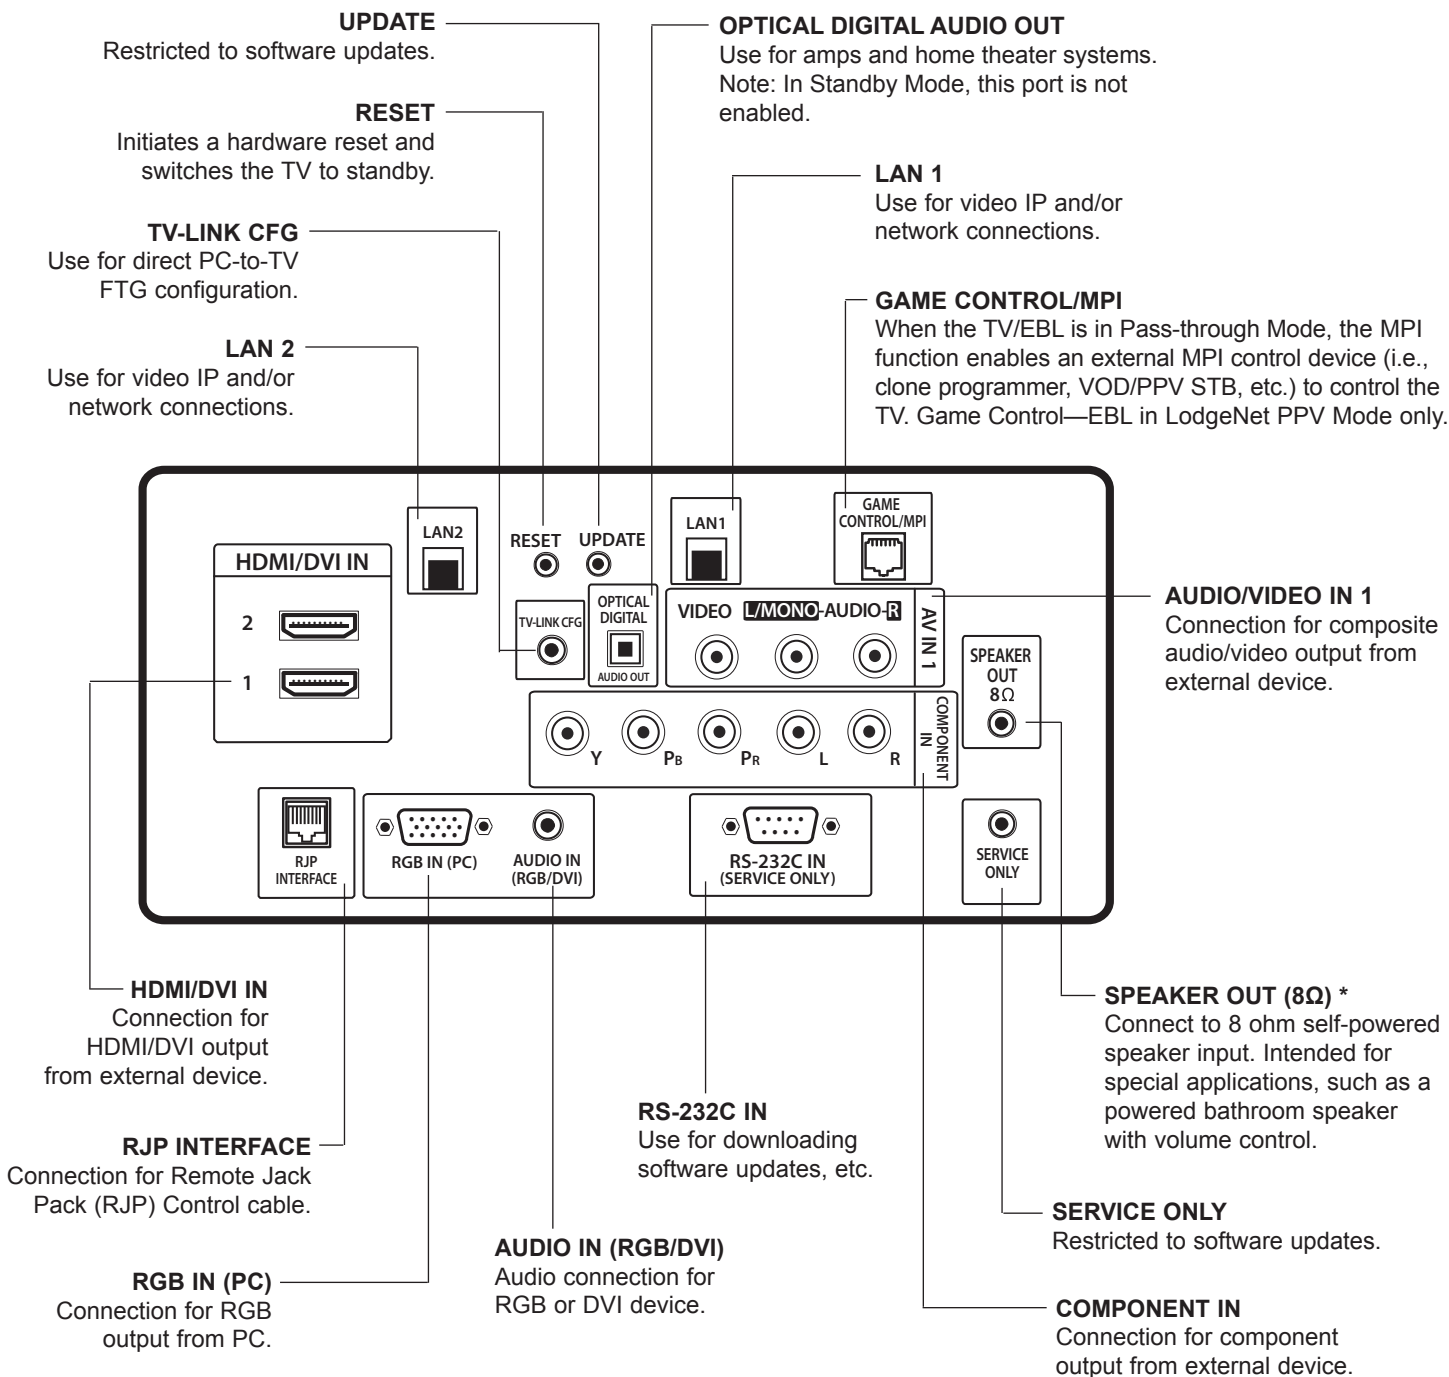 UPDATE
Restricted to software updates.
OPTICAL DIGITAL AUDIO OUT
Use for amps and home theater systems.
Note: In Standby Mode, this port is not
enabled.
RESET
Initiates a hardware reset and
switches the TV to standby.
LAN 1
Use for video IP and/or
network connections.
TV-LINK CFG
Use for direct PC-to-TV
FTG configuration.
GAME CONTROL/MPI
When the TV/EBL is in Pass-through Mode, the MPI
function enables an external MPI control device (i.e.,
clone programmer, VOD/PPV STB, etc.) to control the
TV. Game Control—EBL in LodgeNet PPV Mode only.
LAN 2
Use for video IP and/or
network connections.
HDMI/DVI IN
2
1
LAN2
RESET
UPDATE
LAN1
GAME
CONTROL/MPI
TV-LINK CFG
OPTICAL
DIGITAL
AUDIO OUT
VIDEO L/MONO-AUDIO-R
AV IN 1
SPEAKER
OUT
8Ω
Y PB PR L R
COMPONENT
IN
RJP
INTERFACE
RGB IN (PC)
AUDIO IN
(RGB/DVI)
RS-232C IN
(SERVICE ONLY)
SERVICE
ONLY
AUDIO/VIDEO IN 1
Connection for composite
audio/video output from
external device.
HDMI/DVI IN
Connection for
HDMI/DVI output
from external device.
SPEAKER OUT (8Ω) *
Connect to 8 ohm self-powered
speaker input. Intended for
special applications, such as a
powered bathroom speaker
with volume control.
RJP INTERFACE
Connection for Remote Jack
Pack (RJP) Control cable.
RS-232C IN
Use for downloading
software updates, etc.
SERVICE ONLY
Restricted to software updates.
RGB IN (PC)
Connection for RGB
output from PC.
AUDIO IN (RGB/DVI)
Audio connection for
RGB or DVI device.
COMPONENT IN
Connection for component
output from external device.